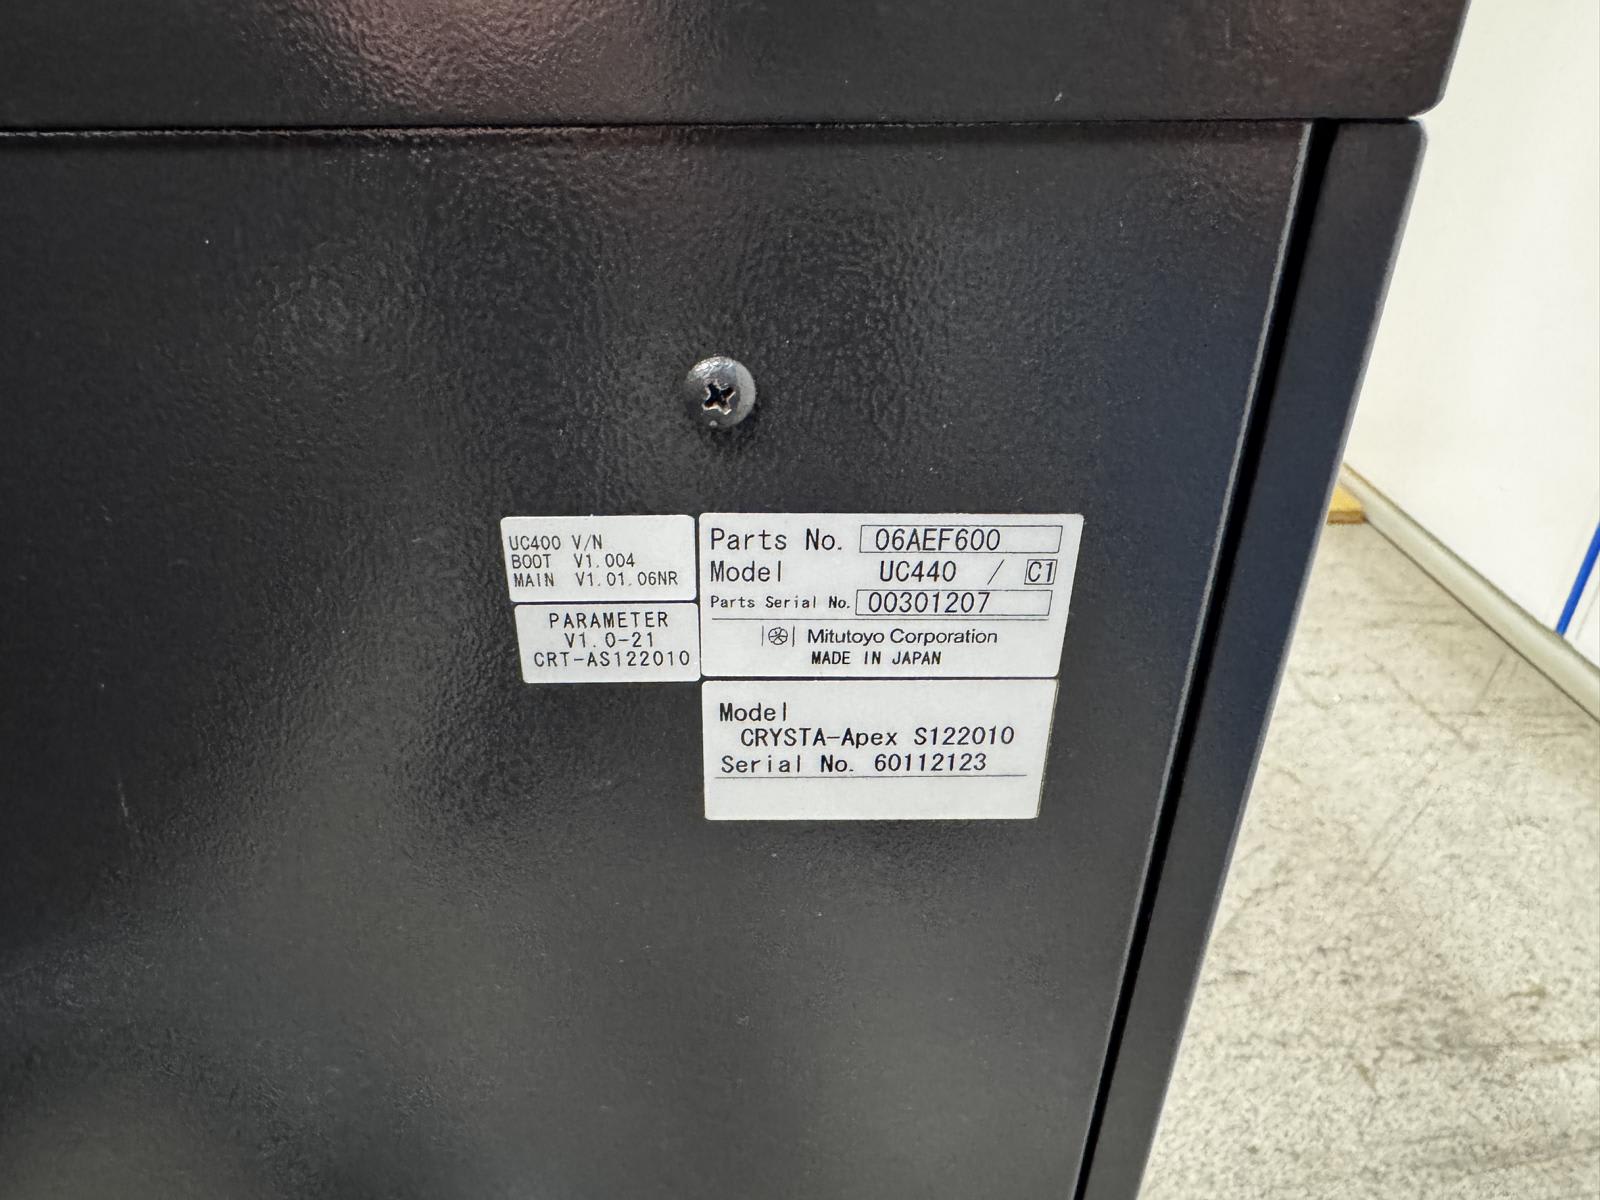 UC400 V/N
BOOT V1.004
MAIN V1.01.06NR
PARAMETER
V1.0-21
CRT-AS122010
Parts No. 06AEF600
Model UC440 / C1
Parts Serial No. 00301207
Mitutoyo Corporation
MADE IN JAPAN
Model
CRYSTA-Apex S122010
Serial No. 60112123